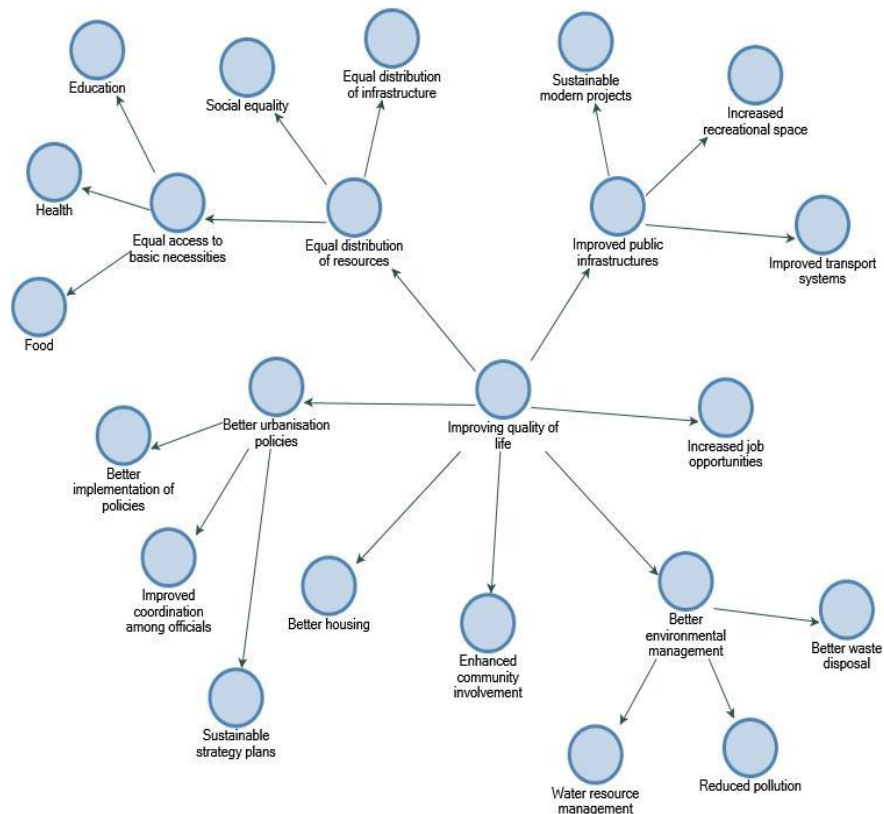 Education
Social equality
Equal distribution
of infrastructure
Sustainable
modern projects
Increased
recreational space
Health
Equal access to
basic necessities
Equal distribution
of resources
Improved public
infrastructures
Improved transport
systems
Food
Better urbanisation
policies
Improving quality of
life
Increased job
opportunities
Better
implementation of
policies
Improved
coordination
among officials
Better housing
Enhanced
community
involvement
Better
environmental
management
Better waste
disposal
Sustainable
strategy plans
Water resource
management
Reduced pollution